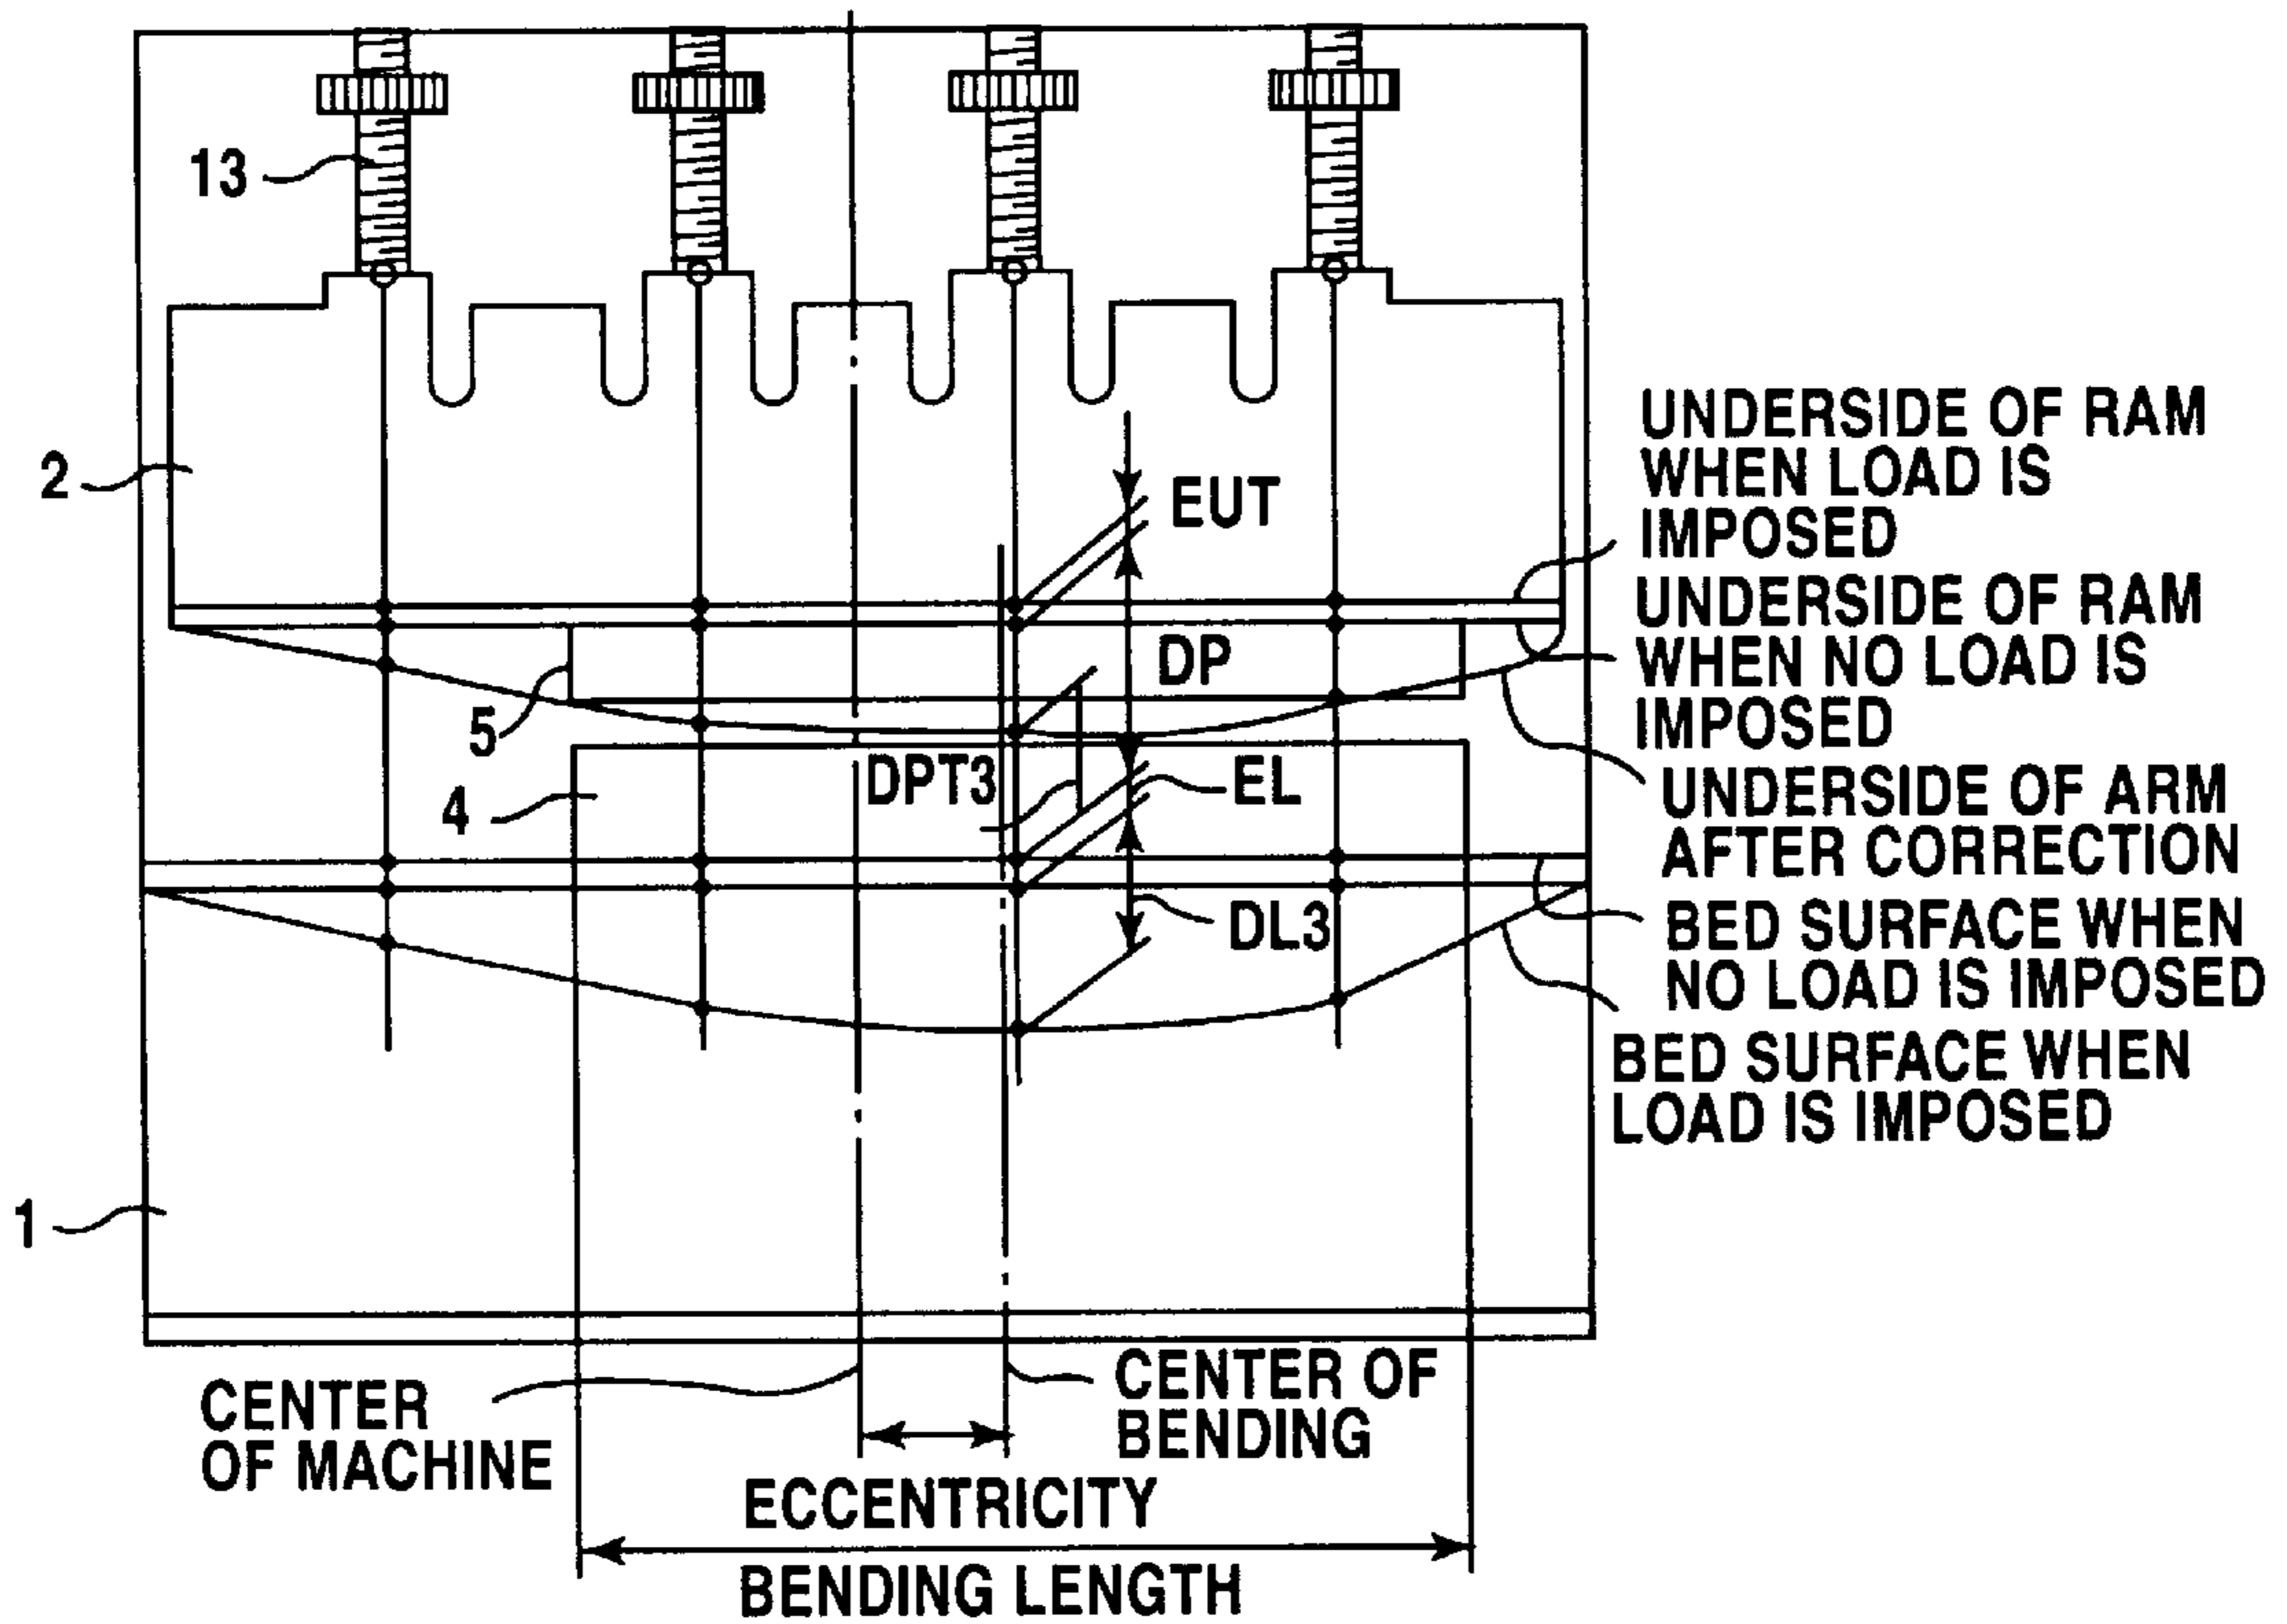 13
2
EUT
UNDERSIDE OF RAM
WHEN LOAD IS
IMPOSED
UNDERSIDE OF RAM
WHEN NO LOAD IS
IMPOSED
DP
5
DPT3
EL
4
UNDERSIDE OF ARM
AFTER CORRECTION
DL3
BED SURFACE WHEN
NO LOAD IS IMPOSED
BED SURFACE WHEN
LOAD IS IMPOSED
1
CENTER
OF MACHINE
CENTER OF
BENDING
ECCENTRICITY
BENDING LENGTH